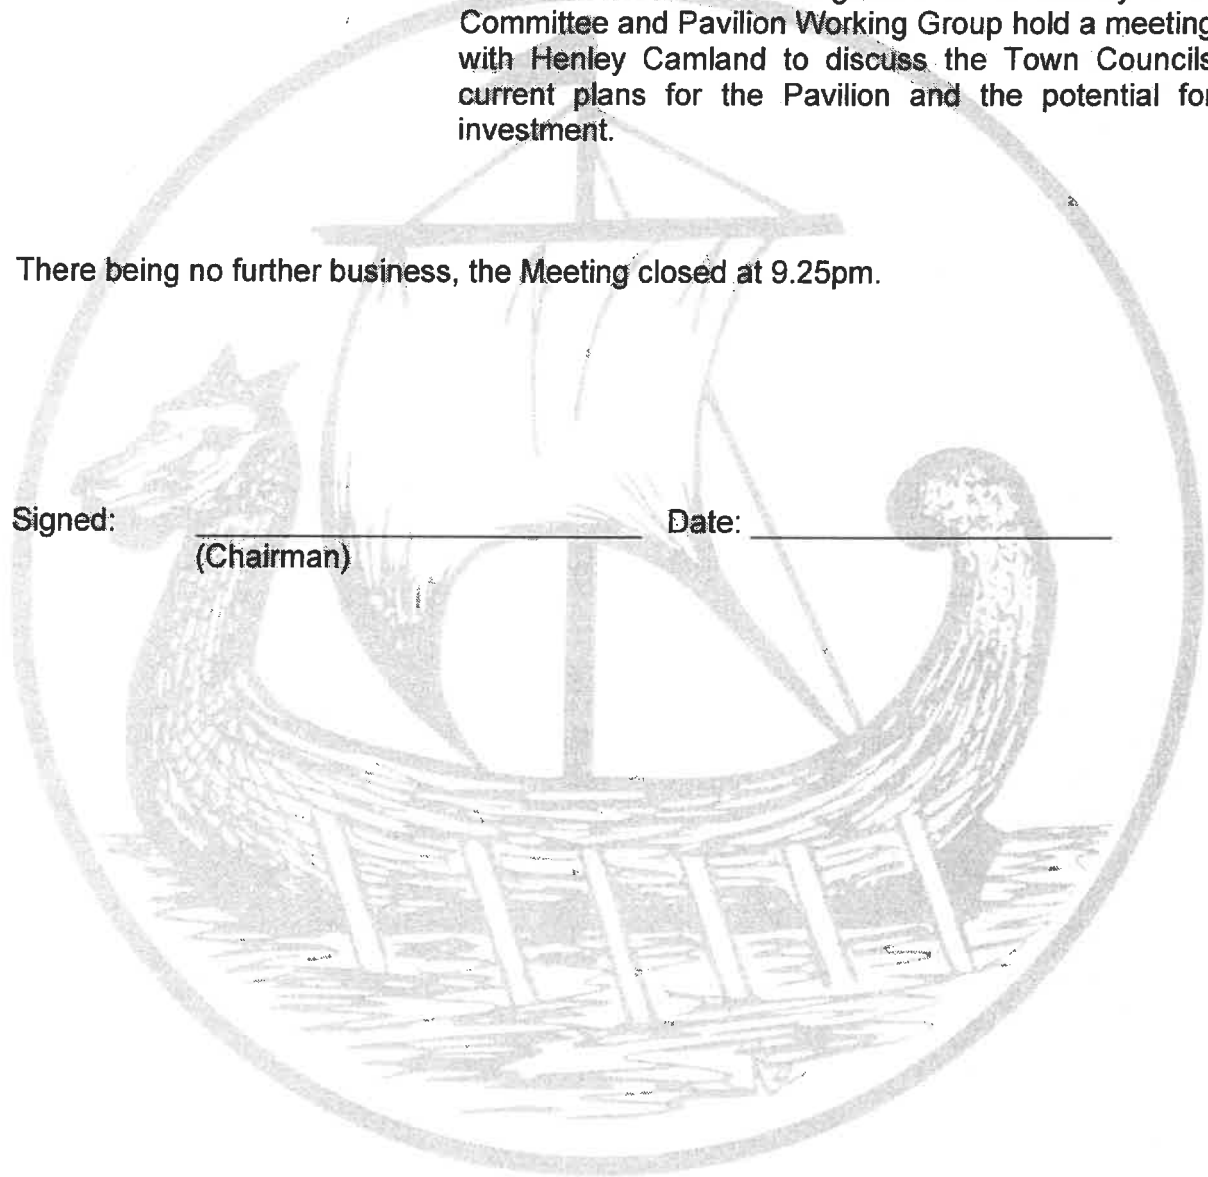 Committee and Pavilion Working Group hold a meeting
with Henley Camland to discuss the Town Councils
current plans for the Pavilion and the potential for
investment.
There being no further business, the Meeting closed at 9.25pm.
Signed: Date:
(Chairman)